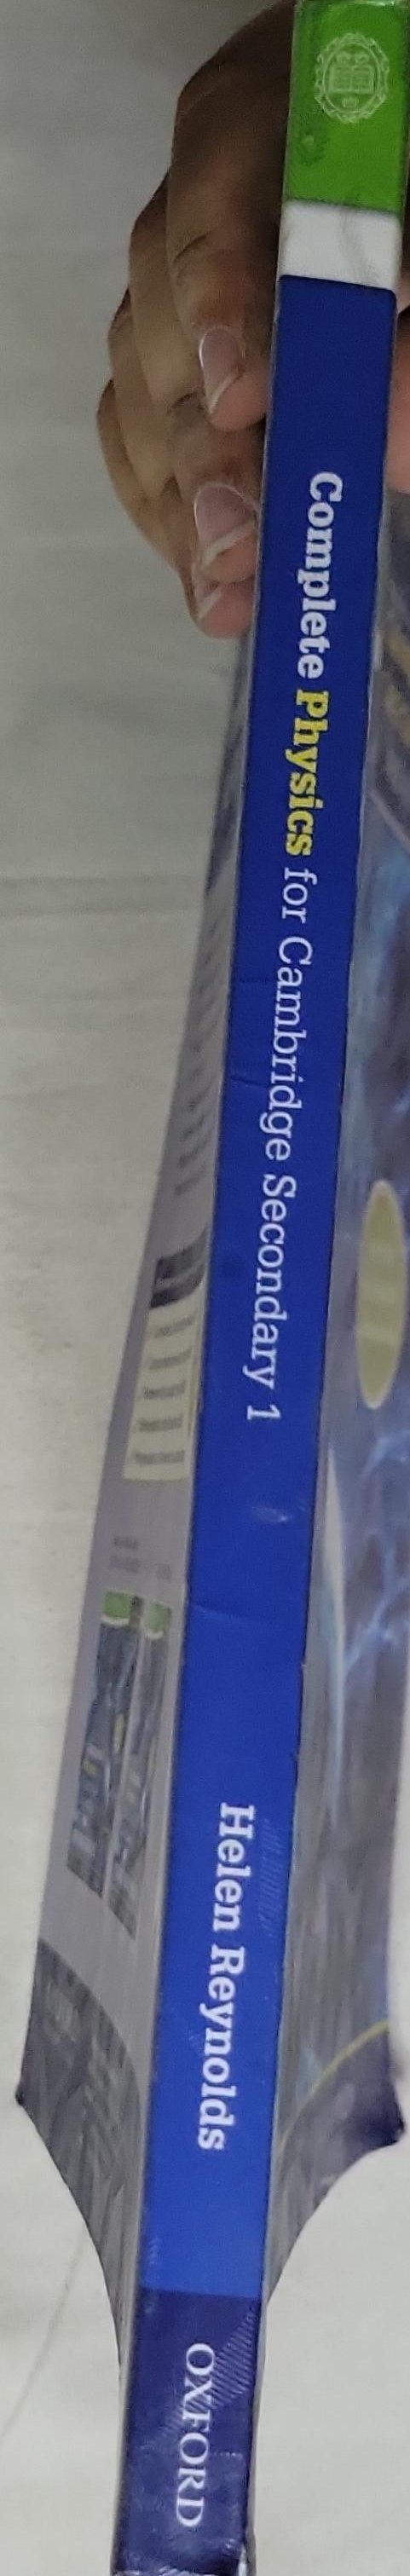 Complete Physics for Cambridge Secondary 1
Helen Reynolds
OXFORD